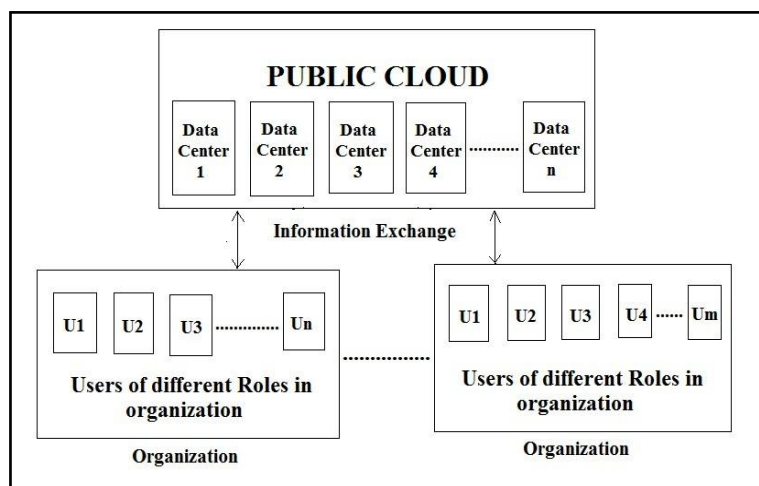 PUBLIC CLOUD
Data
Center
1
Data
Center
2
Data
Center
3
Data
Center
4
...........
Data
Center
n
Information Exchange
U1
U2
U3
..............
Un
Users of different Roles in
organization
Organization
...................
U1
U2
U3
U4
......
Um
Users of different Roles in
organization
Organization